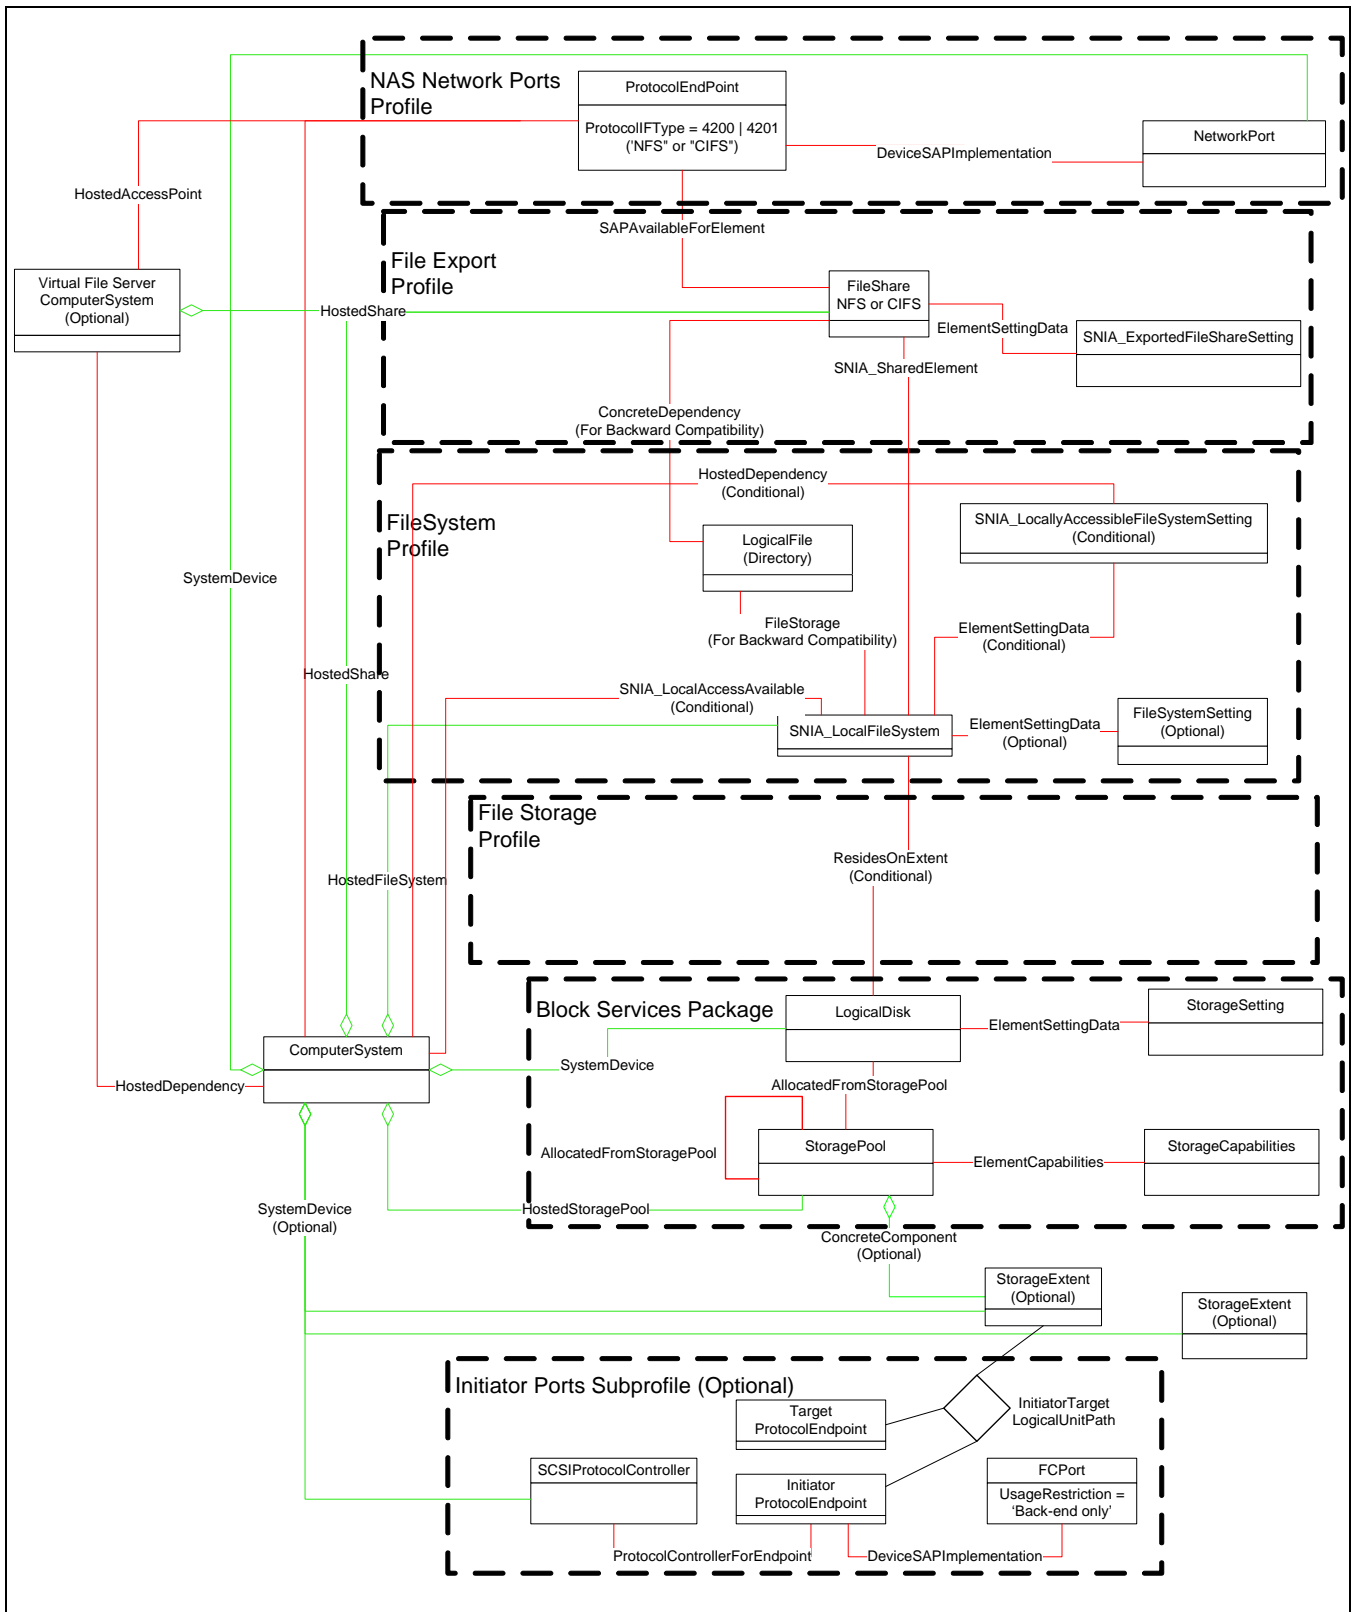 NAS Network Ports
Profile
ProtocolEndPoint
ProtocolIFType = 4200 | 4201
('NFS" or "CIFS")
DeviceSAPImplementation
NetworkPort
HostedAccessPoint
SAPAvailableForElement
File Export
Profile
Virtual File Server
ComputerSystem
(Optional)
HostedShare
FileShare
NFS or CIFS
ElementSettingData
SNIA_ExportedFileShareSetting
SNIA_SharedElement
ConcreteDependency
(For Backward Compatibility)
HostedDependency
(Conditional)
FileSystem
Profile
LogicalFile
(Directory)
SNIA_LocallyAccessibleFileSystemSetting
(Conditional)
SystemDevice
FileStorage
(For Backward Compatibility)
ElementSettingData
(Conditional)
HostedShare
SNIA_LocalAccessAvailable
(Conditional)
SNIA_LocalFileSystem
ElementSettingData
(Optional)
FileSystemSetting
(Optional)
File Storage
Profile
ResidesOnExtent
(Conditional)
HostedFileSystem
Block Services Package
LogicalDisk
ElementSettingData
StorageSetting
ComputerSystem
SystemDevice
HostedDependency
AllocatedFromStoragePool
AllocatedFromStoragePool
StoragePool
ElementCapabilities
StorageCapabilities
SystemDevice
(Optional)
HostedStoragePool
ConcreteComponent
(Optional)
StorageExtent
(Optional)
StorageExtent
(Optional)
Initiator Ports Subprofile (Optional)
Target
ProtocolEndpoint
InitiatorTarget
LogicalUnitPath
SCSIProtocolController
Initiator
ProtocolEndpoint
FCPort
UsageRestriction =
‘Back-end only’
ProtocolControllerForEndpoint
DeviceSAPImplementation